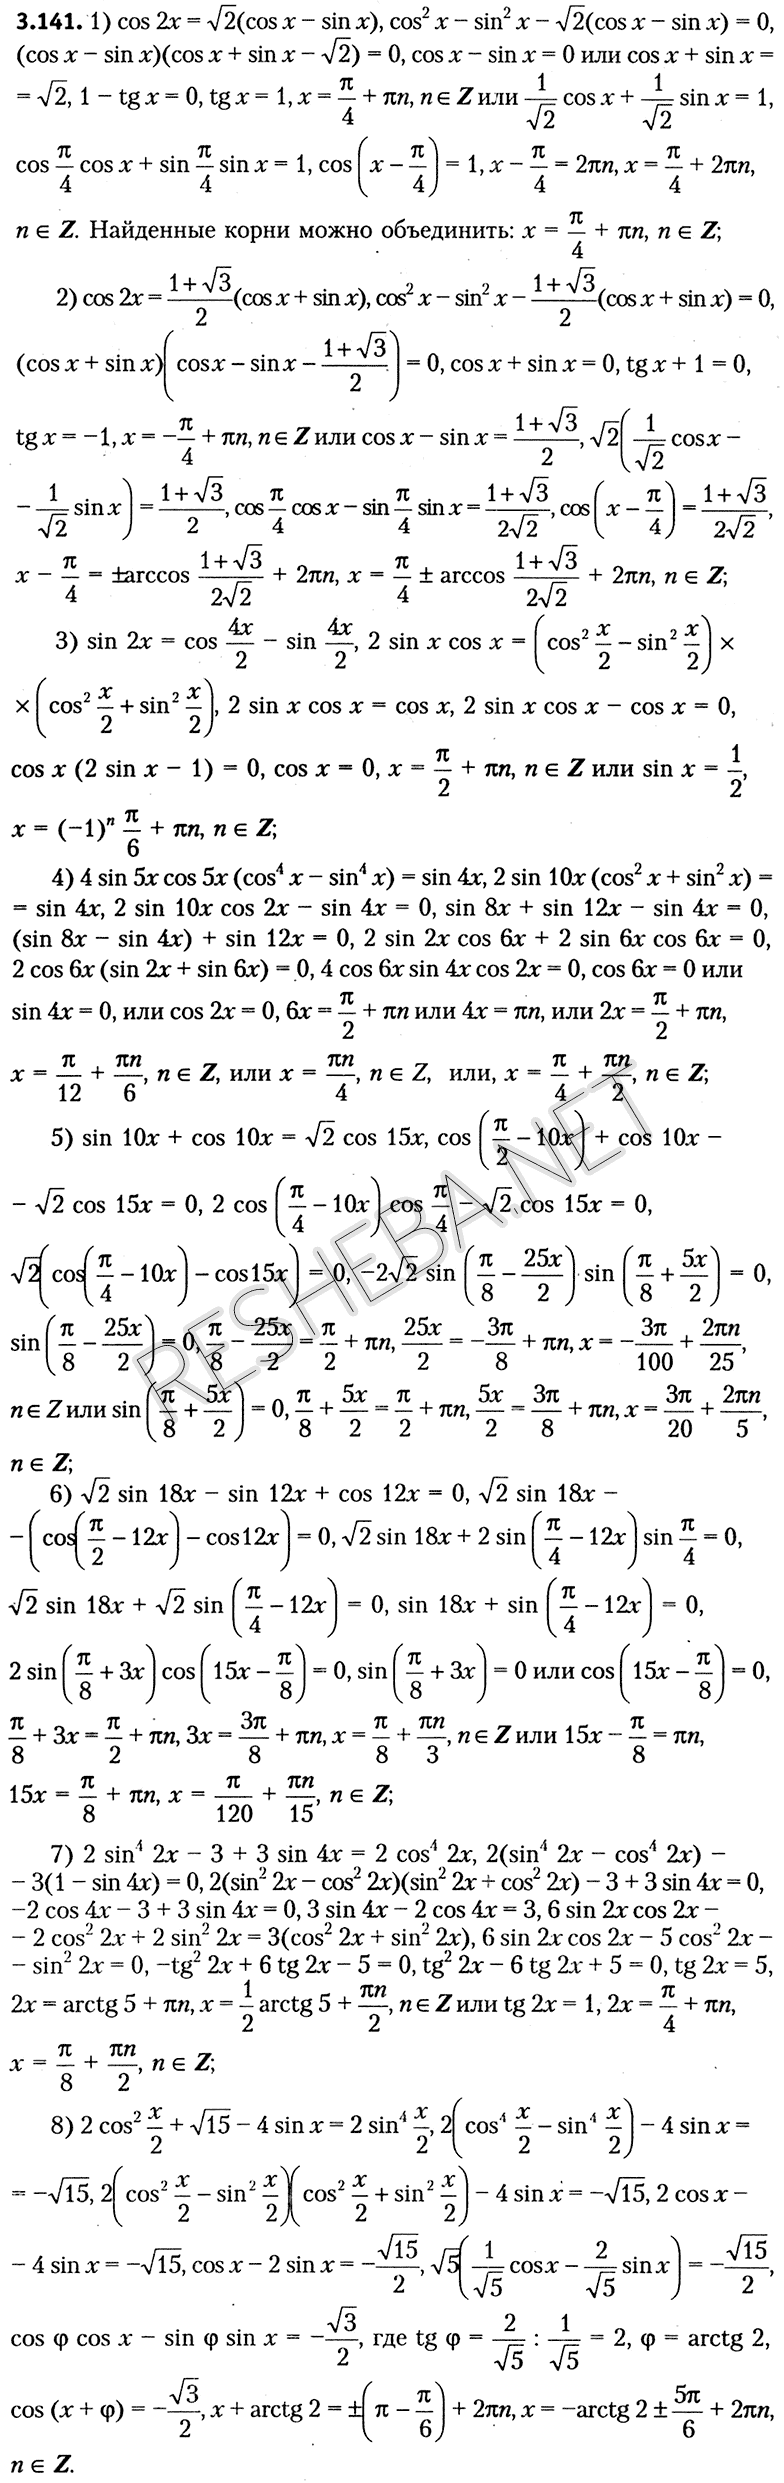 3.141. 1) cos 2x = √2(cos x − sin x), cos² x − sin² x − √2(cos x − sin x) = 0,
(cos x − sin x)(cos x + sin x − √2) = 0, cos x − sin x = 0 или cos x + sin x =
= √2, 1 − tg x = 0, tg x = 1, x = π/4 + πn, n ∈ Z или 1/√2 cos x + 1/√2 sin x = 1,
cos π/4 cos x + sin π/4 sin x = 1, cos(x − π/4) = 1, x − π/4 = 2πn, x = π/4 + 2πn,
n ∈ Z. Найденные корни можно объединить: x = π/4 + πn, n ∈ Z;
2) cos 2x = (1+√3)/2 (cos x + sin x), cos² x − sin² x − (1+√3)/2 (cos x + sin x) = 0,
(cos x + sin x)(cos x − sin x − (1+√3)/2) = 0, cos x + sin x = 0, tg x + 1 = 0,
tg x = −1, x = −π/4 + πn, n ∈ Z или cos x − sin x = (1+√3)/2, √2(1/√2 cos x −
− 1/√2 sin x) = (1+√3)/2, cos π/4 cos x − sin π/4 sin x = (1+√3)/(2√2), cos(x − π/4) = (1+√3)/(2√2),
x − π/4 = ±arccos (1+√3)/(2√2) + 2πn, x = π/4 ± arccos (1+√3)/(2√2) + 2πn, n ∈ Z;
3) sin 2x = cos 4x/2 − sin 4x/2, 2 sin x cos x = (cos² x/2 − sin² x/2) ×
× (cos² x/2 + sin² x/2), 2 sin x cos x = cos x, 2 sin x cos x − cos x = 0,
cos x (2 sin x − 1) = 0, cos x = 0, x = π/2 + πn, n ∈ Z или sin x = 1/2,
x = (−1)ⁿ π/6 + πn, n ∈ Z;
4) 4 sin 5x cos 5x (cos⁴ x − sin⁴ x) = sin 4x, 2 sin 10x (cos² x + sin² x) =
= sin 4x, 2 sin 10x cos 2x − sin 4x = 0, sin 8x + sin 12x − sin 4x = 0,
(sin 8x − sin 4x) + sin 12x = 0, 2 sin 2x cos 6x + 2 sin 6x cos 6x = 0,
2 cos 6x (sin 2x + sin 6x) = 0, 4 cos 6x sin 4x cos 2x = 0, cos 6x = 0 или
sin 4x = 0, или cos 2x = 0, 6x = π/2 + πn или 4x = πn, или 2x = π/2 + πn,
x = π/12 + πn/6, n ∈ Z, или x = πn/4, n ∈ Z, или, x = π/4 + πn/2, n ∈ Z;
5) sin 10x + cos 10x = √2 cos 15x, cos(π/2 − 10x) + cos 10x −
− √2 cos 15x = 0, 2 cos(π/4 − 10x) cos π/4 − √2 cos 15x = 0,
√2(cos(π/4 − 10x) − cos 15x) = 0, −2√2 sin(π/8 − 25x/2) sin(π/8 + 5x/2) = 0,
sin(π/8 − 25x/2) = 0, π/8 − 25x/2 = π/2 + πn, 25x/2 = −3π/8 + πn, x = −3π/100 + 2πn/25,
n ∈ Z или sin(π/8 + 5x/2) = 0, π/8 + 5x/2 = π/2 + πn, 5x/2 = 3π/8 + πn, x = 3π/20 + 2πn/5,
n ∈ Z;
6) √2 sin 18x − sin 12x + cos 12x = 0, √2 sin 18x −
− (cos(π/2 − 12x) − cos 12x) = 0, √2 sin 18x + 2 sin(π/4 − 12x) sin π/4 = 0,
√2 sin 18x + √2 sin(π/4 − 12x) = 0, sin 18x + sin(π/4 − 12x) = 0,
2 sin(π/8 + 3x) cos(15x − π/8) = 0, sin(π/8 + 3x) = 0 или cos(15x − π/8) = 0,
π/8 + 3x = π/2 + πn, 3x = 3π/8 + πn, x = π/8 + πn/3, n ∈ Z или 15x − π/8 = πn,
15x = π/8 + πn, x = π/120 + πn/15, n ∈ Z;
7) 2 sin⁴ 2x − 3 + 3 sin 4x = 2 cos⁴ 2x, 2(sin⁴ 2x − cos⁴ 2x) −
− 3(1 − sin 4x) = 0, 2(sin² 2x − cos² 2x)(sin² 2x + cos² 2x) − 3 + 3 sin 4x = 0,
−2 cos 4x − 3 + 3 sin 4x = 0, 3 sin 4x − 2 cos 4x = 3, 6 sin 2x cos 2x −
− 2 cos² 2x + 2 sin² 2x = 3(cos² 2x + sin² 2x), 6 sin 2x cos 2x − 5 cos² 2x −
− sin² 2x = 0, −tg² 2x + 6 tg 2x − 5 = 0, tg² 2x − 6 tg 2x + 5 = 0, tg 2x = 5,
2x = arctg 5 + πn, x = 1/2 arctg 5 + πn/2, n ∈ Z или tg 2x = 1, 2x = π/4 + πn,
x = π/8 + πn/2, n ∈ Z;
8) 2 cos² x/2 + √15 − 4 sin x = 2 sin⁴ x/2, 2(cos⁴ x/2 − sin⁴ x/2) − 4 sin x =
= −√15, 2(cos² x/2 − sin² x/2)(cos² x/2 + sin² x/2) − 4 sin x = −√15, 2 cos x −
− 4 sin x = −√15, cos x − 2 sin x = −√15/2, √5(1/√5 cos x − 2/√5 sin x) = −√15/2,
cos φ cos x − sin φ sin x = −√3/2, где tg φ = 2/√5 : 1/√5 = 2, φ = arctg 2,
cos (x + φ) = −√3/2, x + arctg 2 = ±(π − π/6) + 2πn, x = −arctg 2 ± 5π/6 + 2πn,
n ∈ Z.
RESHEBA.NET